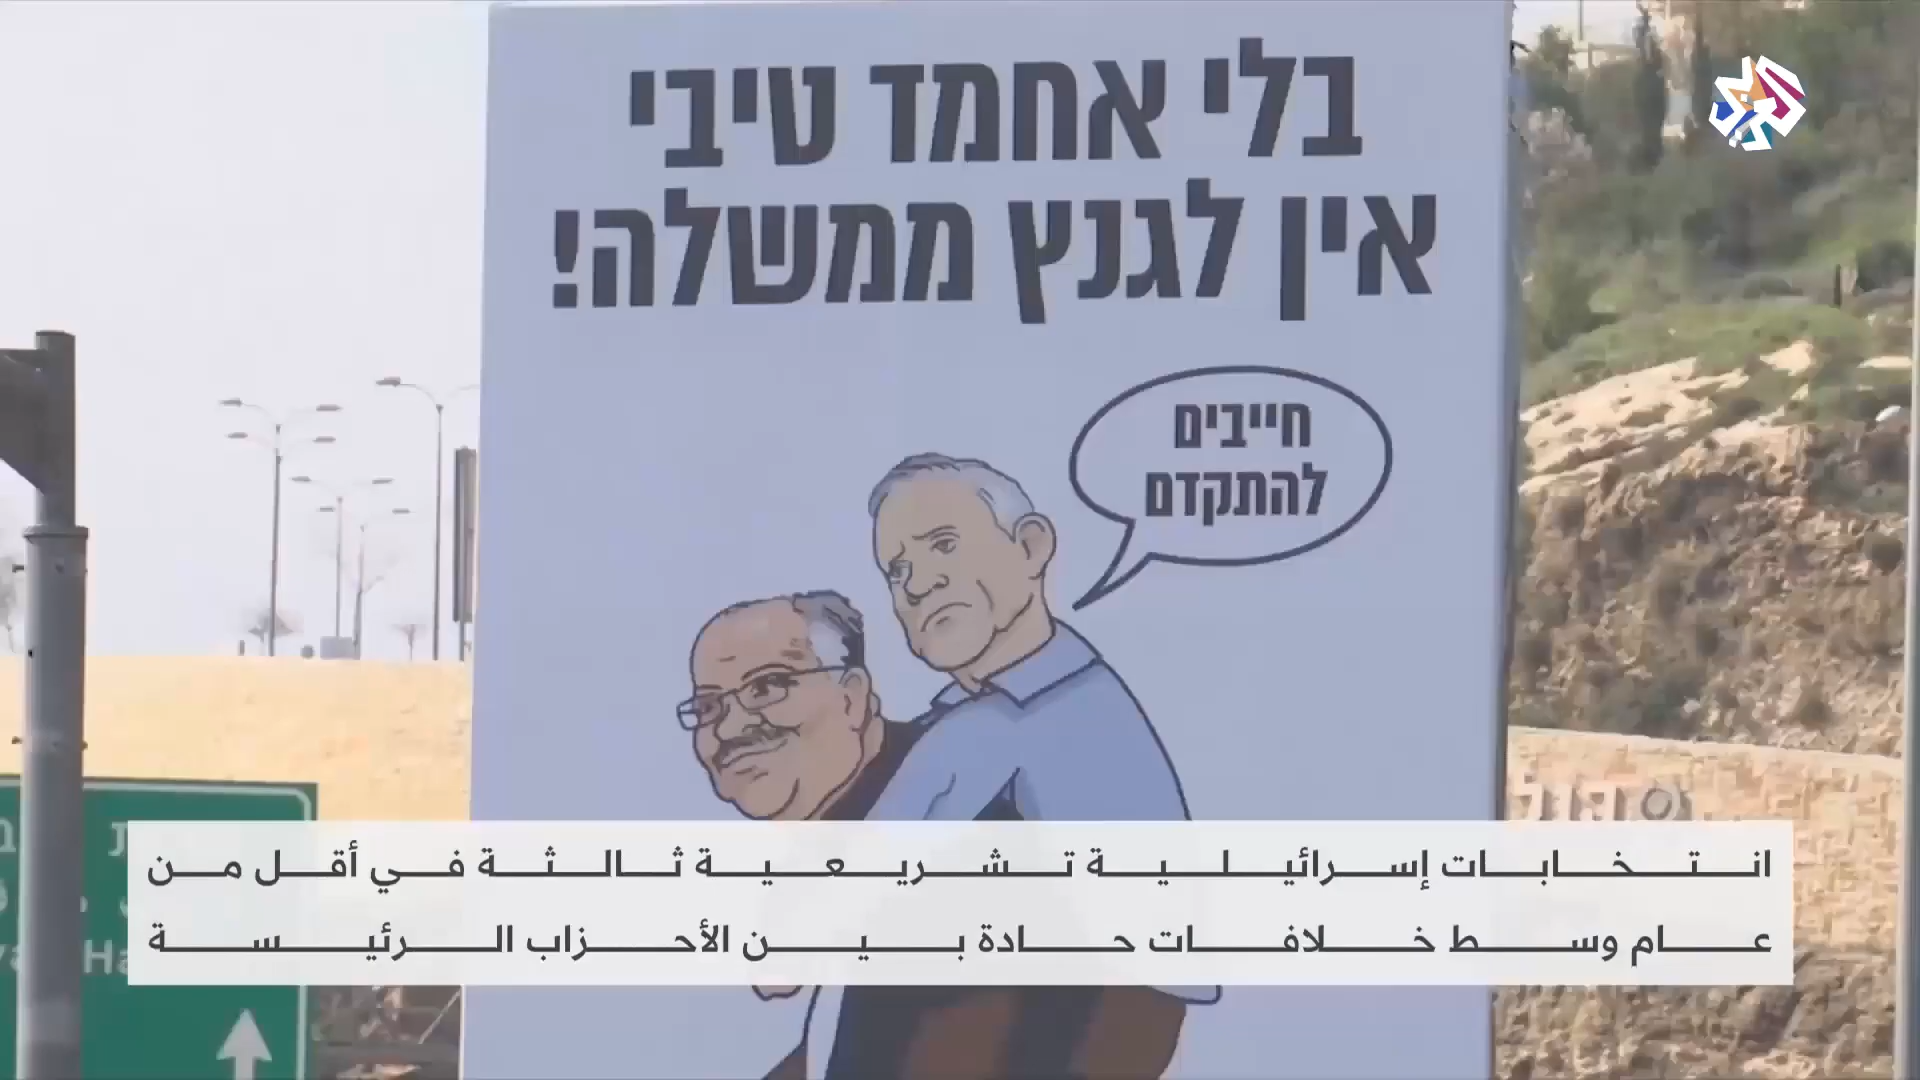 בלי אחמד טיבי
אין לגנץ ממשלה!
חייבים
להתקדם
انتخابات إسرائيلية تشريعية ثالثة في أقل من
عام وسط خلافات حادة بين الأحزاب الرئيسة